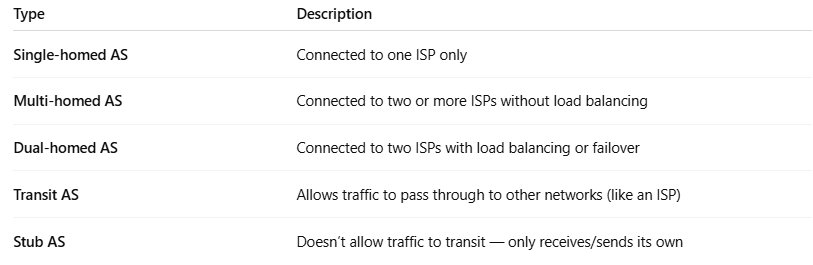 Type Description
Single-homed AS Connected to one ISP only
Multi-homed AS Connected to two or more ISPs without load balancing
Dual-homed AS Connected to two ISPs with load balancing or failover
Transit AS Allows traffic to pass through to other networks (like an ISP)
Stub AS Doesn't allow traffic to transit — only receives/sends its own